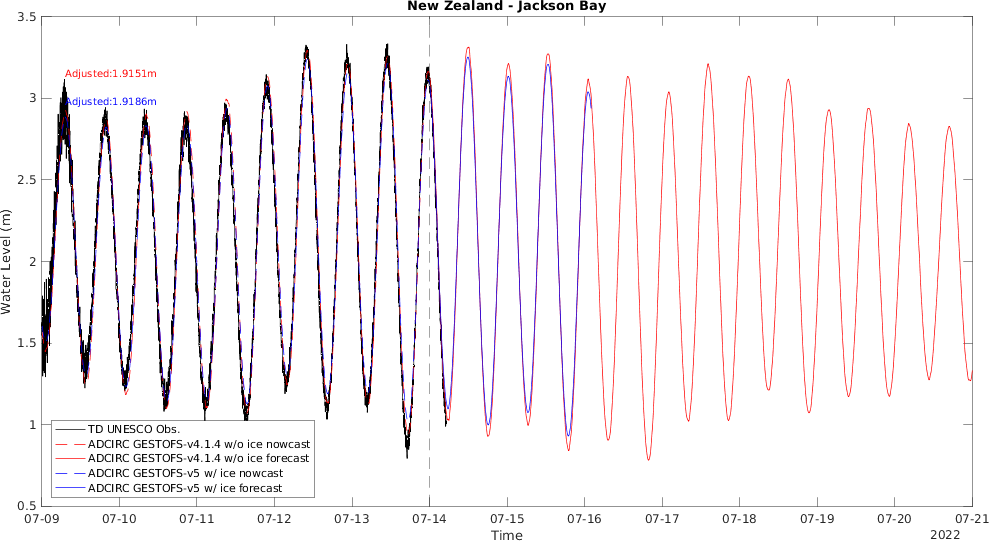 New Zealand - Jackson Bay
3.5
3
2.5
2
1.5
1
0.5
Water Level (m)
Adjusted:1.9151m
Adjusted:1.9186m
TD UNESCO Obs.
ADCIRC GESTOFS-v4.1.4 w/o ice nowcast
ADCIRC GESTOFS-v4.1.4 w/o ice forecast
ADCIRC GESTOFS-v5 w/ ice nowcast
ADCIRC GESTOFS-v5 w/ ice forecast
07-09 07-10 07-11 07-12 07-13 07-14 07-15 07-16 07-17 07-18 07-19 07-20 07-21
Time
2022